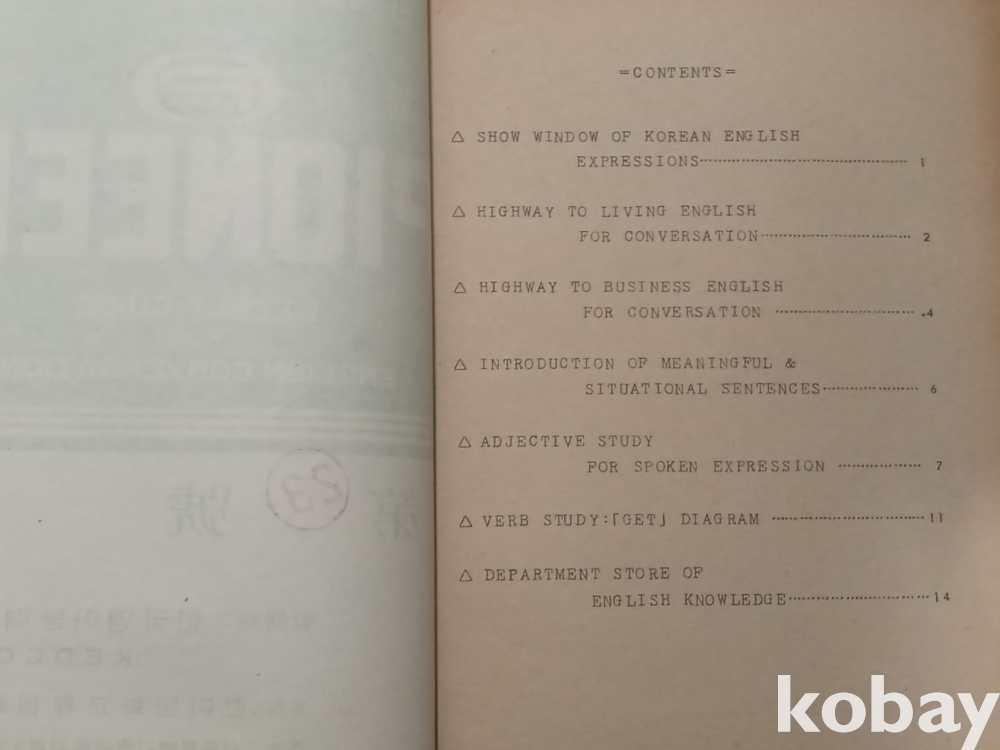 =CONTENTS=
△ SHOW WINDOW OF KOREAN ENGLISH
EXPRESSIONS 1
△ HIGHWAY TO LIVING ENGLISH
FOR CONVERSATION 2
△ HIGHWAY TO BUSINESS ENGLISH
FOR CONVERSATION 4
△ INTRODUCTION OF MEANINGFUL &
SITUATIONAL SENTENCES 6
△ ADJECTIVE STUDY
FOR SPOKEN EXPRESSION 7
△ VERB STUDY:「GET」 DIAGRAM 11
△ DEPARTMENT STORE OF
ENGLISH KNOWLEDGE 14
第 23 號
kobay